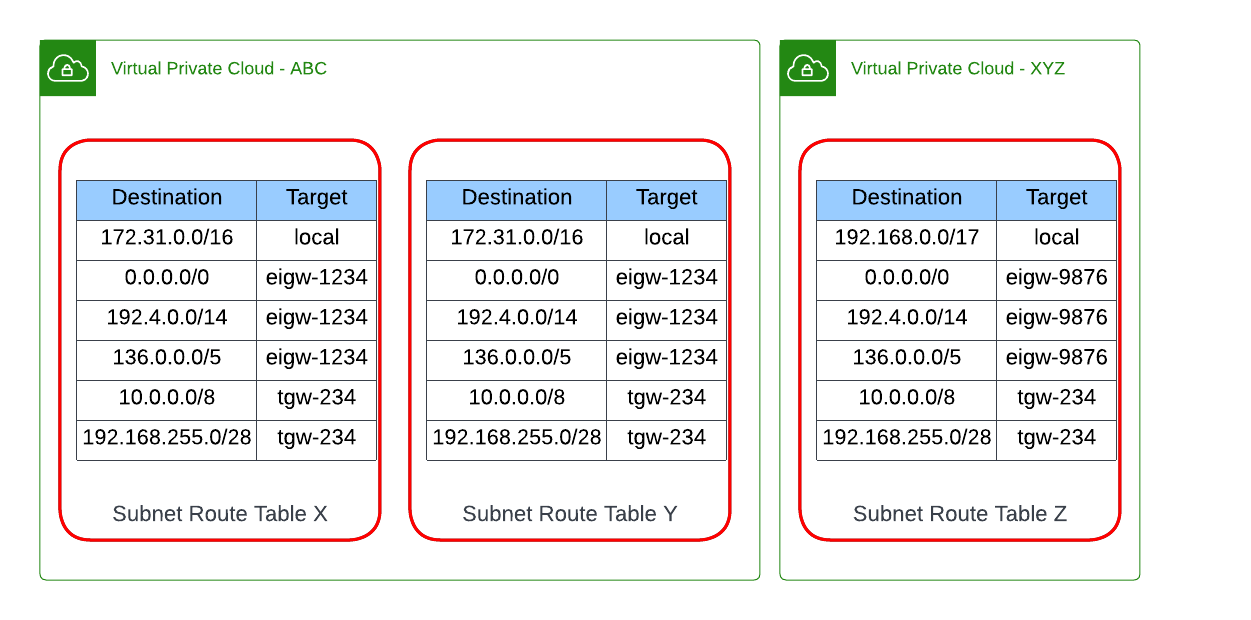 Virtual Private Cloud - ABC
Destination Target
172.31.0.0/16 local
0.0.0.0/0 eigw-1234
192.4.0.0/14 eigw-1234
136.0.0.0/5 eigw-1234
10.0.0.0/8 tgw-234
192.168.255.0/28 tgw-234
Subnet Route Table X
Destination Target
172.31.0.0/16 local
0.0.0.0/0 eigw-1234
192.4.0.0/14 eigw-1234
136.0.0.0/5 eigw-1234
10.0.0.0/8 tgw-234
192.168.255.0/28 tgw-234
Subnet Route Table Y
Virtual Private Cloud - XYZ
Destination Target
192.168.0.0/17 local
0.0.0.0/0 eigw-9876
192.4.0.0/14 eigw-9876
136.0.0.0/5 eigw-9876
10.0.0.0/8 tgw-234
192.168.255.0/28 tgw-234
Subnet Route Table Z